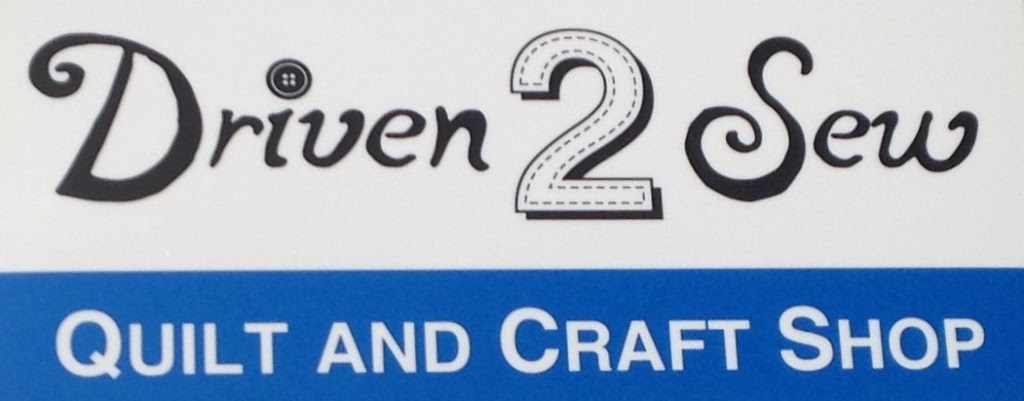 Driven 2 Sew
QUILT AND CRAFT SHOP